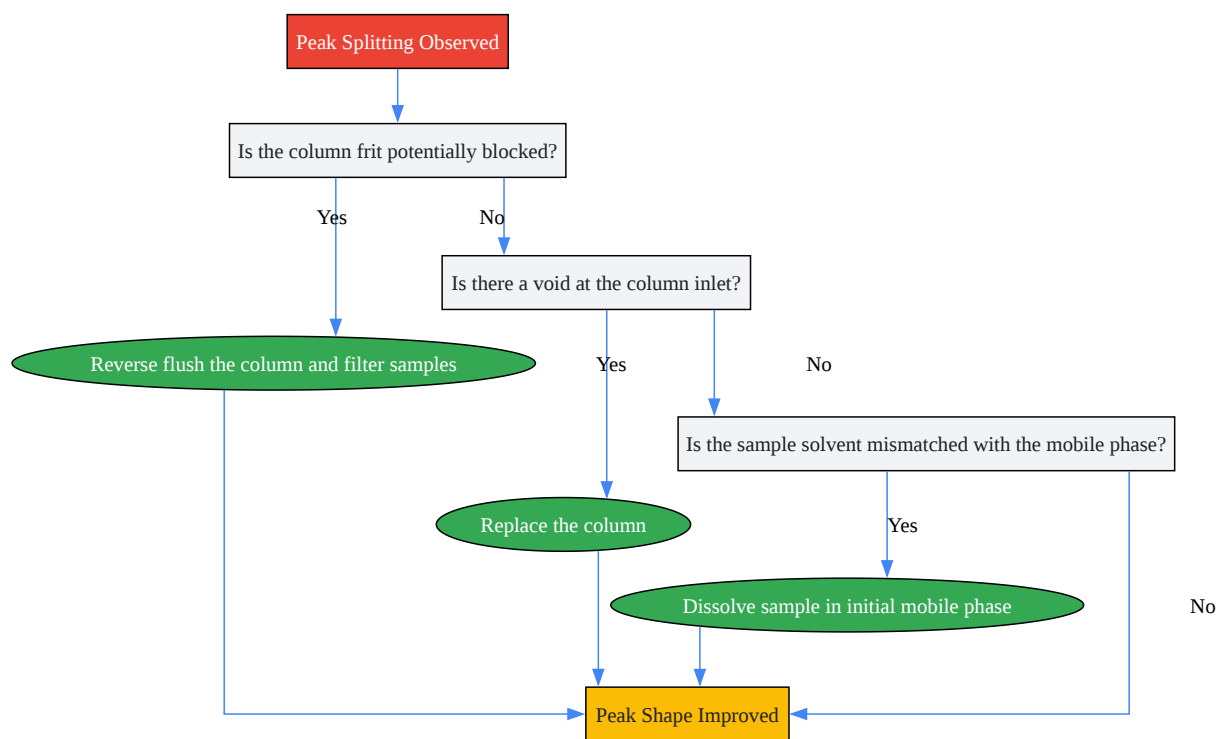 Peak Splitting Observed
Is the column frit potentially blocked?
Yes
No
Is there a void at the column inlet?
Reverse flush the column and filter samples
Yes
No
Is the sample solvent mismatched with the mobile phase?
Replace the column
Yes
Dissolve sample in initial mobile phase
No
Peak Shape Improved